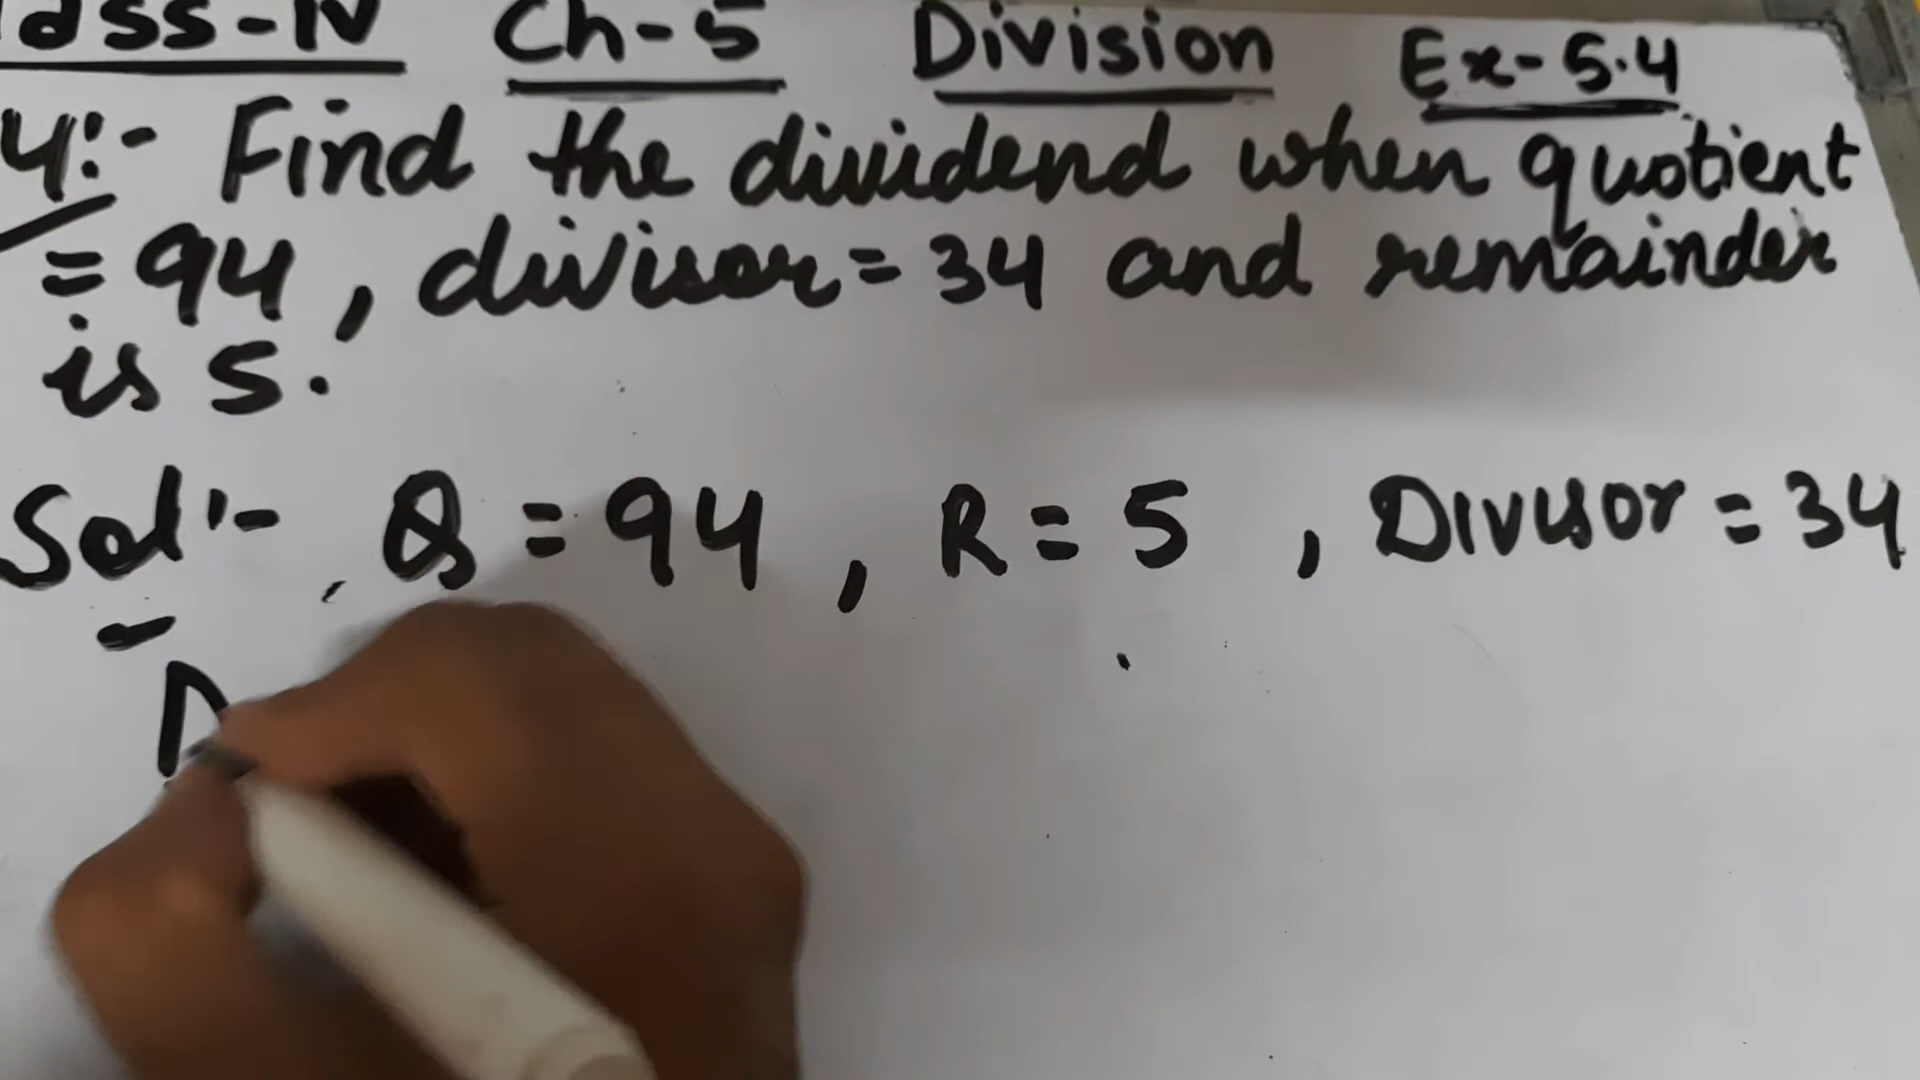 ass-IV Ch-5 Division Ex-5.4
4:- Find the dividend when quotient
= 94, divisor = 34 and remainder
is 5.
Sol:- Q = 94, R = 5, Divisor = 34
D